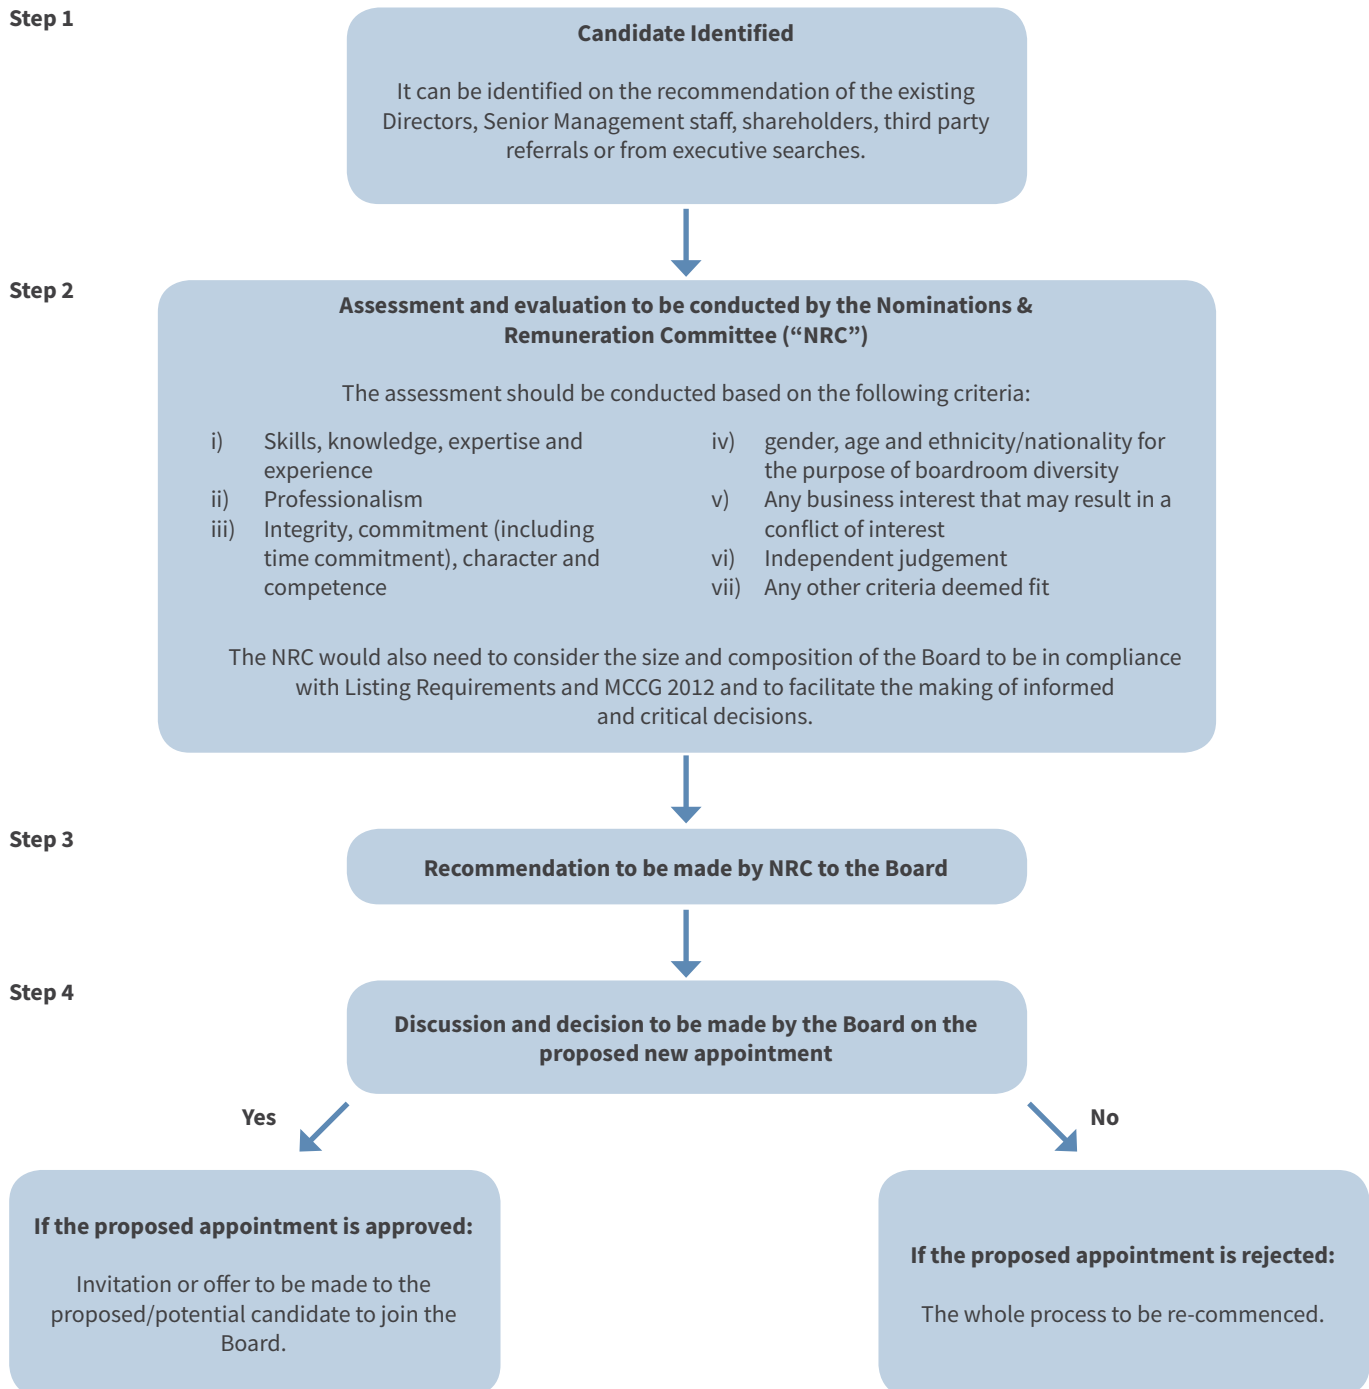 Step 1
Candidate Identified
It can be identified on the recommendation of the existing
Directors, Senior Management staff, shareholders, third party
referrals or from executive searches.
Step 2
Assessment and evaluation to be conducted by the Nominations &
Remuneration Committee (“NRC”)
The assessment should be conducted based on the following criteria:
i) Skills, knowledge, expertise and
experience
ii) Professionalism
iii) Integrity, commitment (including
time commitment), character and
competence
iv) gender, age and ethnicity/nationality for
the purpose of boardroom diversity
v) Any business interest that may result in a
conflict of interest
vi) Independent judgement
vii) Any other criteria deemed fit
The NRC would also need to consider the size and composition of the Board to be in compliance
with Listing Requirements and MCCG 2012 and to facilitate the making of informed
and critical decisions.
Step 3
Recommendation to be made by NRC to the Board
Step 4
Discussion and decision to be made by the Board on the
proposed new appointment
Yes
No
If the proposed appointment is approved:
Invitation or offer to be made to the
proposed/potential candidate to join the
Board.
If the proposed appointment is rejected:
The whole process to be re-commenced.